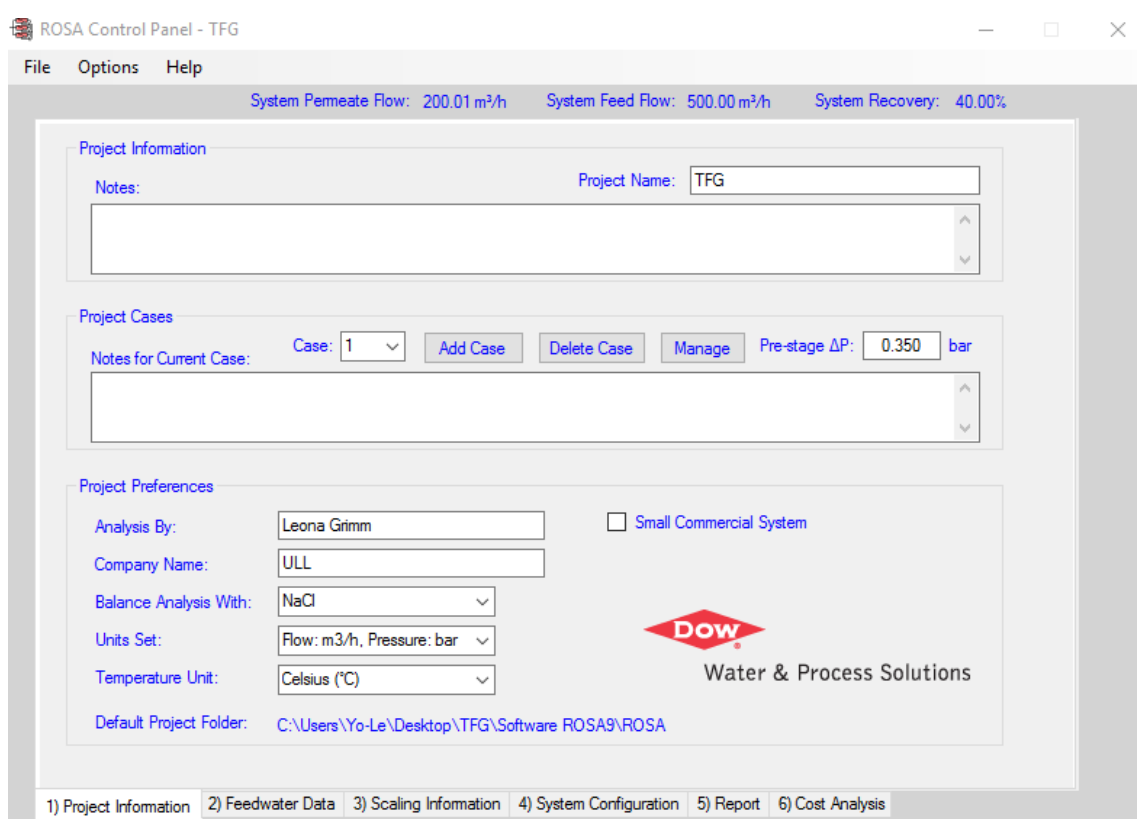 ROSA Control Panel - TFG
File Options Help
System Permeate Flow: 200.01 m³/h System Feed Flow: 500.00 m³/h System Recovery: 40.00%
Project Information
Notes: Project Name: TFG
Project Cases
Case: 1 Add Case Delete Case Manage Pre-stage ΔP: 0.350 bar
Notes for Current Case:
Project Preferences
Analysis By: Leona Grimm Small Commercial System
Company Name: ULL
Balance Analysis With: NaCl
Units Set: Flow: m3/h, Pressure: bar
DOW
Water & Process Solutions
Temperature Unit: Celsius (°C)
Default Project Folder: C:\Users\Yo-Le\Desktop\TFG\Software ROSA9\ROSA
1) Project Information 2) Feedwater Data 3) Scaling Information 4) System Configuration 5) Report 6) Cost Analysis